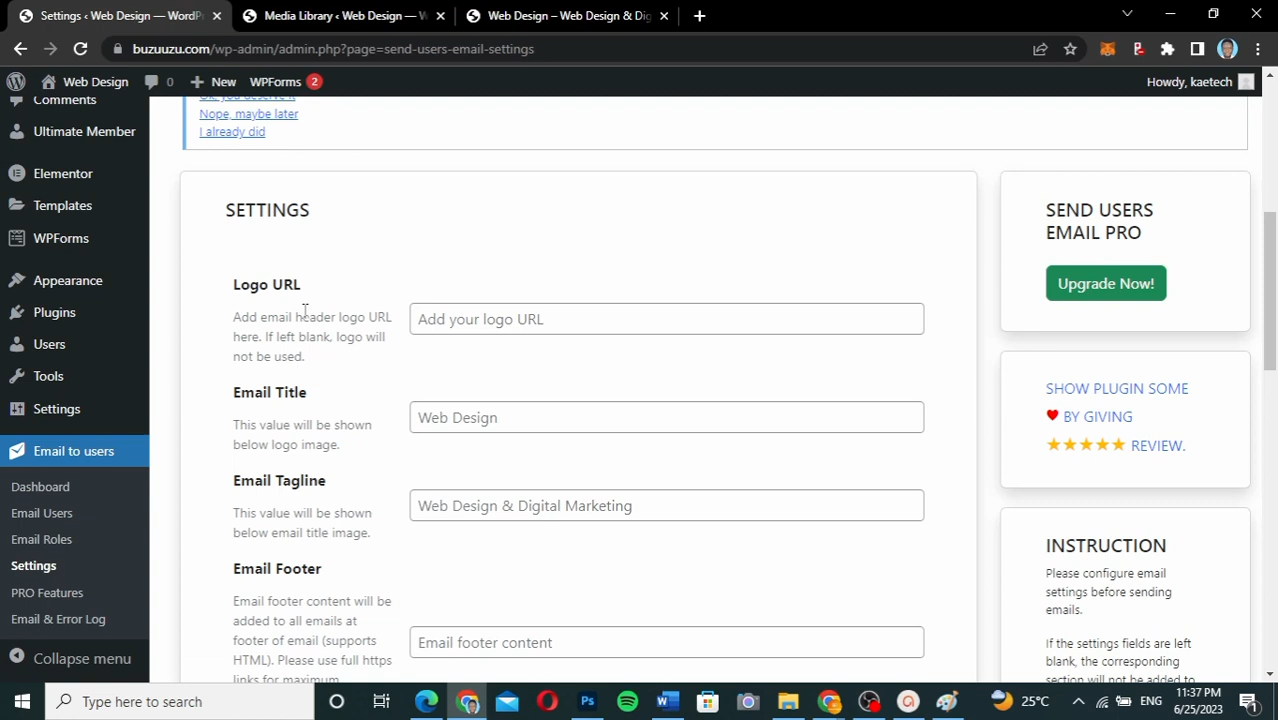 Settings ‹ Web Design — WordPr
Media Library ‹ Web Design — W
Web Design – Web Design & Dig
buzuuzu.com/wp-admin/admin.php?page=send-users-email-settings
Web Design
0
New
WPForms
2
Howdy, kaetech
Comments
Ultimate Member
Elementor
Templates
WPForms
Appearance
Plugins
Users
Tools
Settings
Email to users
Dashboard
Email Users
Email Roles
Settings
PRO Features
Email & Error Log
Collapse menu
Ok, you deserve it
Nope, maybe later
I already did
SETTINGS
Logo URL
Add email header logo URL
here. If left blank, logo will
not be used.
Add your logo URL
Email Title
This value will be shown
below logo image.
Web Design
Email Tagline
This value will be shown
below email title image.
Web Design & Digital Marketing
Email Footer
Email footer content will be
added to all emails at
footer of email (supports
HTML). Please use full https
links for maximum
Email footer content
SEND USERS
EMAIL PRO
Upgrade Now!
SHOW PLUGIN SOME
BY GIVING
REVIEW.
INSTRUCTION
Please configure email
settings before sending
emails.
If the settings fields are left
blank, the corresponding
section will not be added to
Type here to search
25°C
ENG
11:37 PM
6/25/2023
1